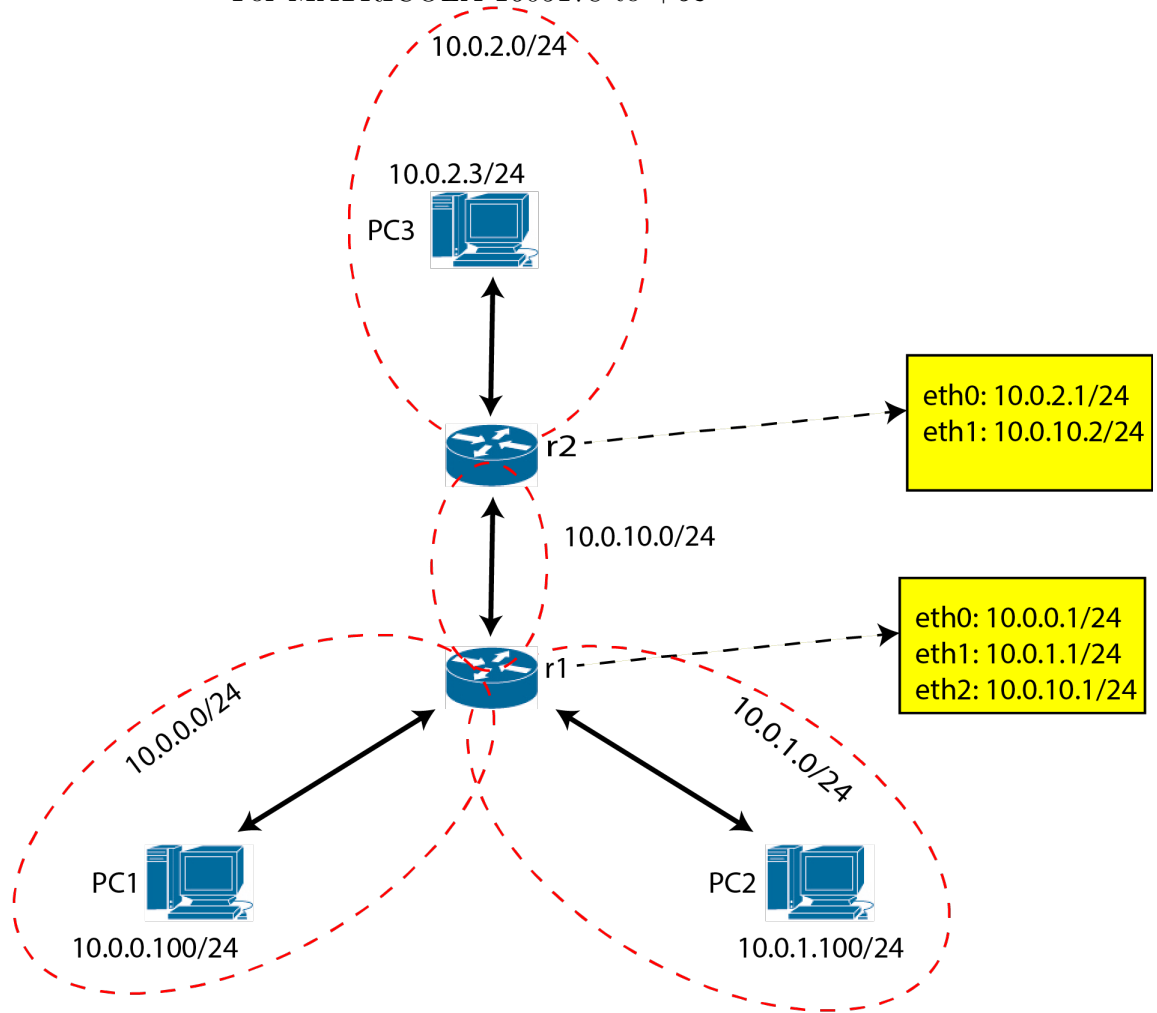 10.0.2.0/24
10.0.2.3/24
PC3
eth0: 10.0.2.1/24
eth1: 10.0.10.2/24
r2
10.0.10.0/24
eth0: 10.0.0.1/24
eth1: 10.0.1.1/24
eth2: 10.0.10.1/24
r1
10.0.0.0/24
10.0.1.0/24
PC1
PC2
10.0.0.100/24
10.0.1.100/24